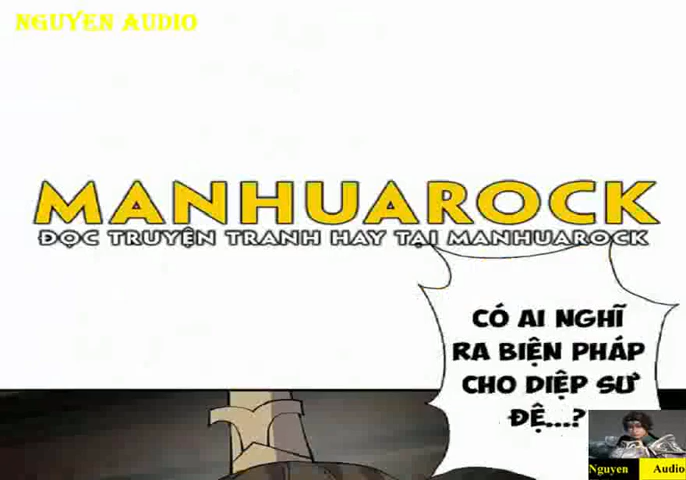 NGUYEN AUDIO
MANHUAROCK
ĐỌC TRUYỆN TRANH HAY TẠI MANHUAROCK
CÓ AI NGHĨ
RA BIỆN PHÁP
CHO DIỆP SƯ
ĐỆ...?
Nguyen Audio